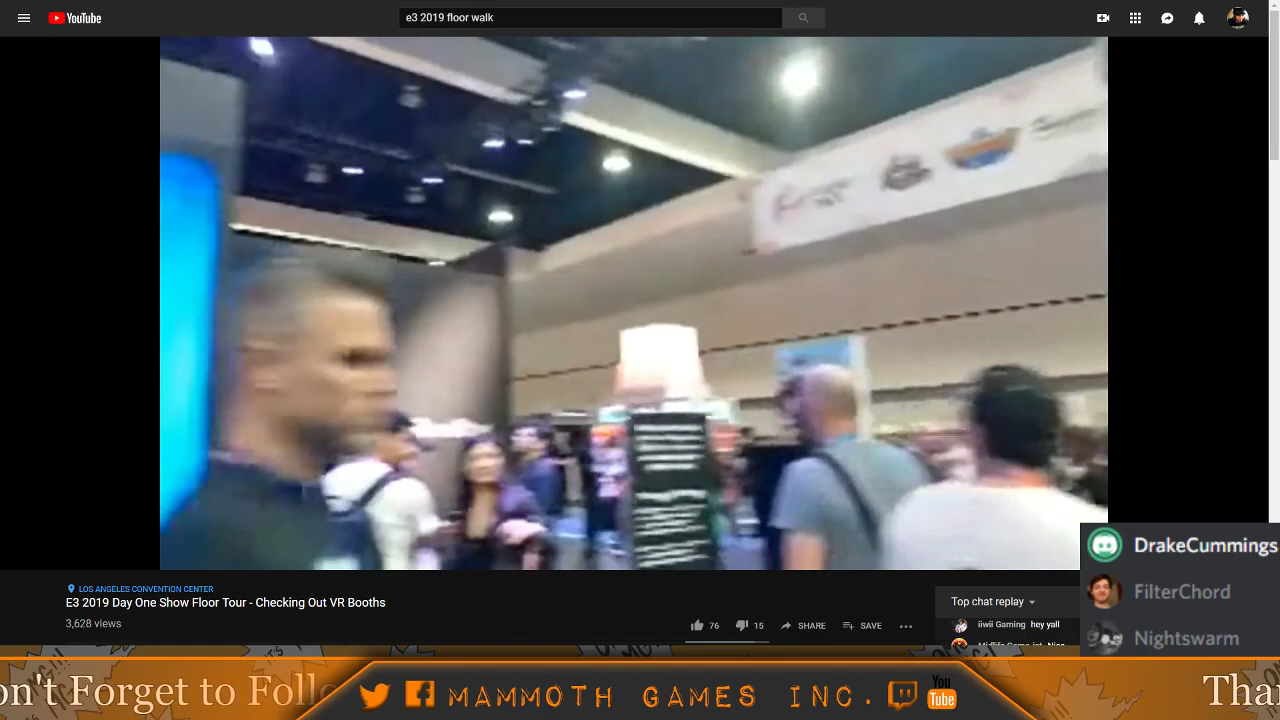 YouTube
e3 2019 floor walk
LOS ANGELES CONVENTION CENTER
E3 2019 Day One Show Floor Tour - Checking Out VR Booths
3,628 views
76
15
SHARE
SAVE
Top chat replay
iiwii Gaming hey yall
DrakeCummings
FilterChord
Nightswarm
on't Forget to Follo
MAMMOTH GAMES INC.
You
Tube
Tha